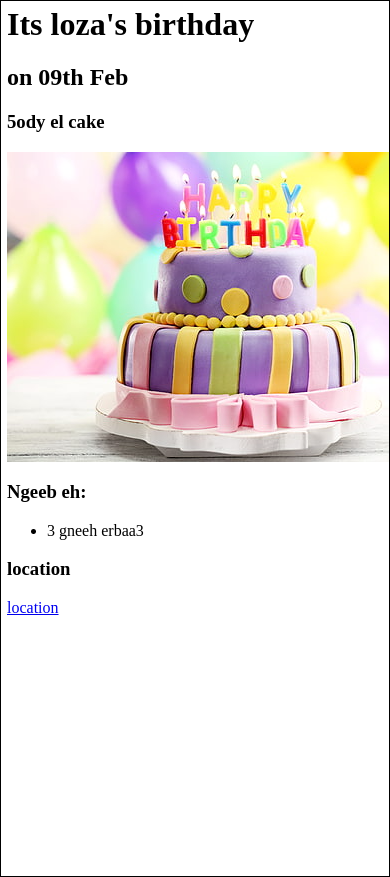 Its loza's birthday
on 09th Feb
5ody el cake
HAPPY
BIRTHDAY
Ngeeb eh:
3 gneeh erbaa3
location
location